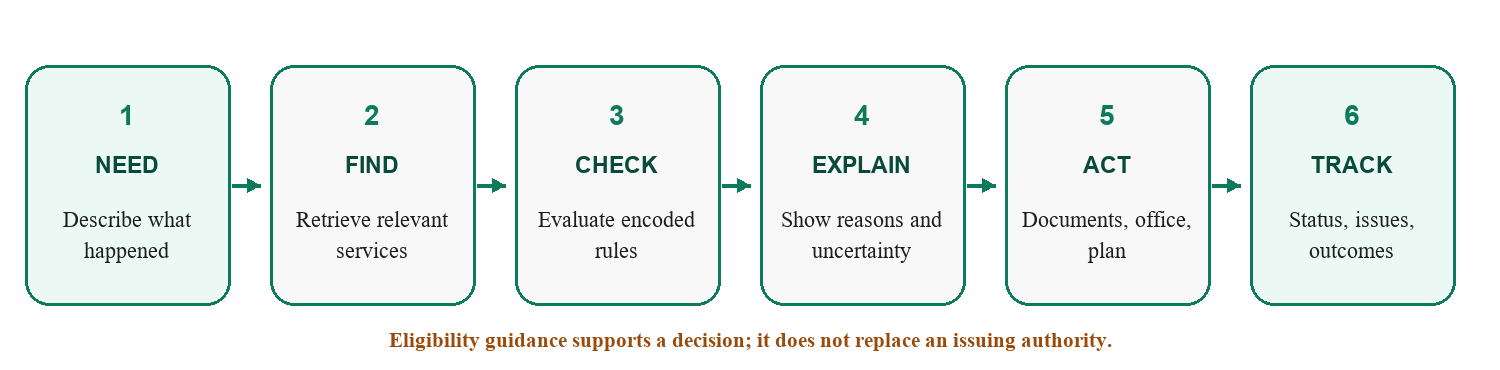 1
NEED
Describe what
happened
2
FIND
Retrieve relevant
services
3
CHECK
Evaluate encoded
rules
4
EXPLAIN
Show reasons and
uncertainty
5
ACT
Documents, office,
plan
6
TRACK
Status, issues,
outcomes
Eligibility guidance supports a decision; it does not replace an issuing authority.